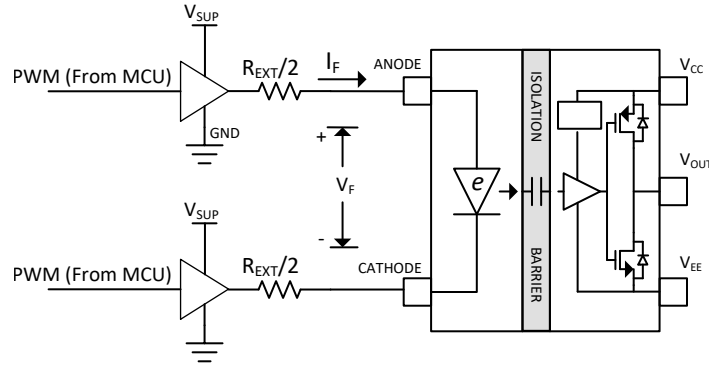 V_SUP
PWM (From MCU)
R_EXT/2
I_F
ANODE
GND
+
V_F
-
V_SUP
PWM (From MCU)
R_EXT/2
CATHODE
e
ISOLATION
BARRIER
V_CC
V_OUT
V_EE